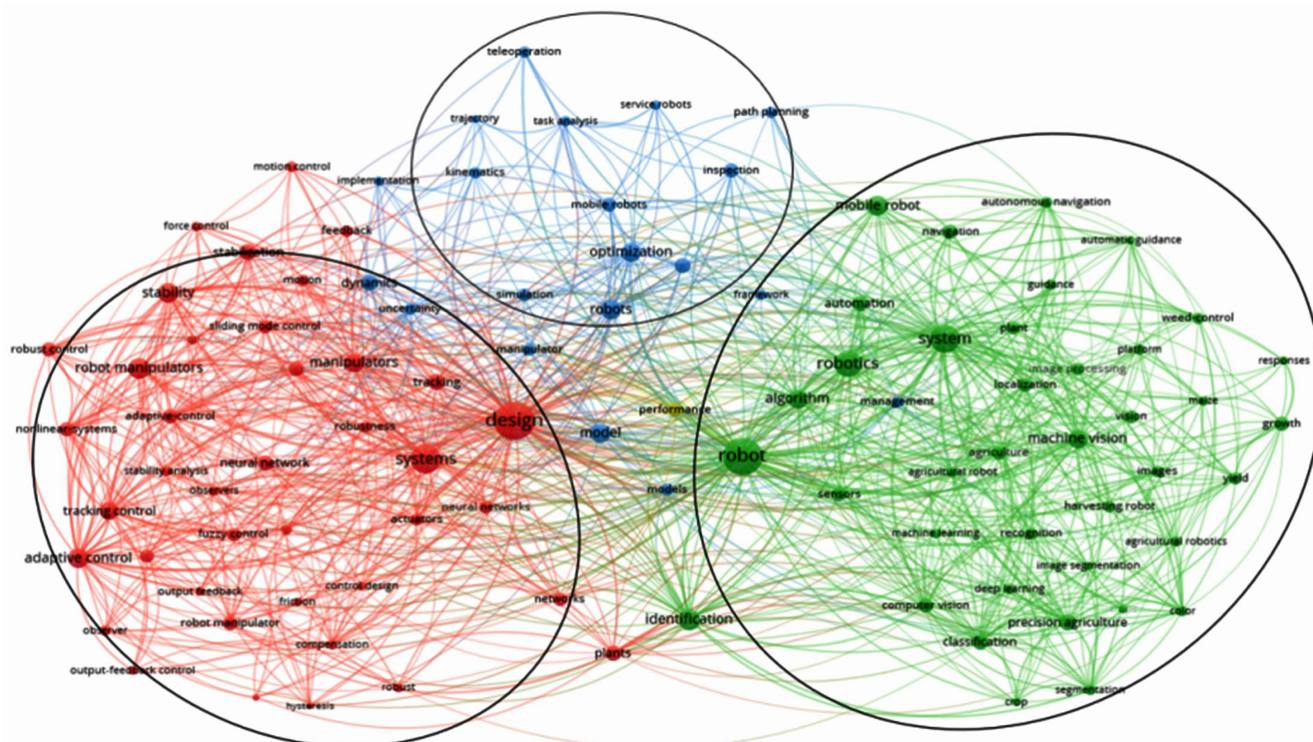 teleoperation
service robots
path planning
trajectory
task analysis
motion control
implementation
kinematics
inspection
mobile robots
mobile robot
autonomous navigation
force control
feedback
navigation
automatic guidance
stabilization
optimization
motion
dynamics
guidance
stability
simulation
framework
uncertainty
robots
automation
weed control
sliding mode control
plant
system
robust control
manipulator
platform
responses
robot manipulators
manipulators
robotics
image processing
tracking
localization
algorithm
management
maize
adaptive-control
performance
vision
design
growth
nonlinear systems
robustness
model
machine vision
agriculture
neural network
systems
robot
stability analysis
agricultural robot
images
yield
observers
models
sensors
tracking control
neural networks
harvesting robot
actuators
fuzzy control
machine learning
recognition
agricultural robotics
adaptive control
image segmentation
output feedback
control design
deep learning
friction
networks
computer vision
color
observer
robot manipulator
identification
precision agriculture
compensation
plants
classification
output-feedback control
robust
segmentation
hysteresis
crop